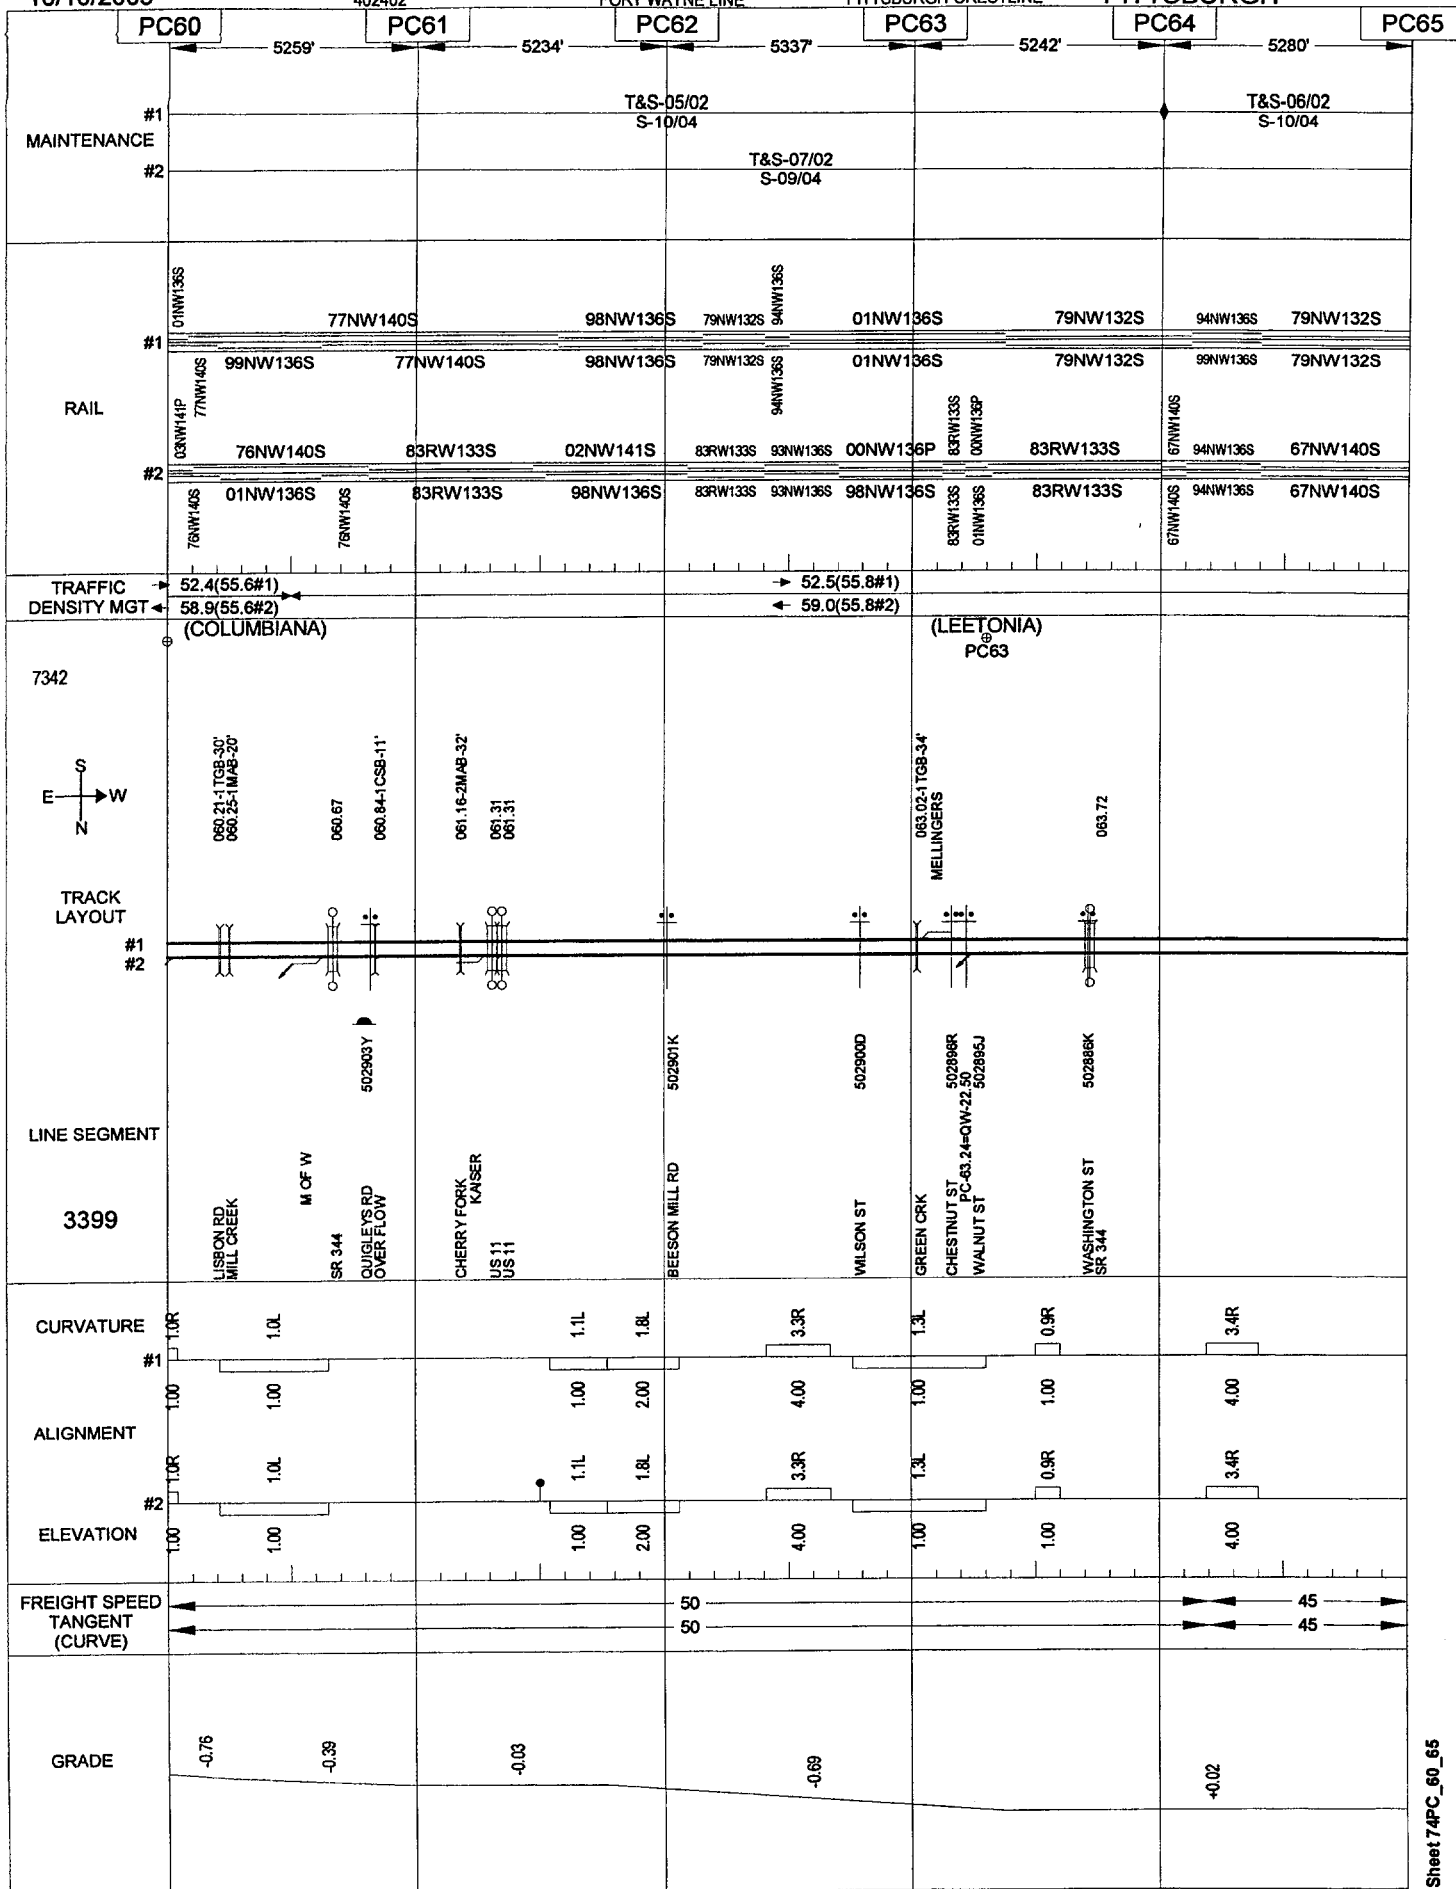 FORT WAYNE LINE
PC60 PC61 PC62 PC63 PC64 PC65
5259' 5234' 5337' 5242' 5280'
MAINTENANCE
#1
T&S-05/02
S-10/04
T&S-06/02
S-10/04
#2
T&S-07/02
S-09/04
RAIL
01NW136S
94NW136S
77NW140S 98NW136S 79NW132S 01NW136S 79NW132S 94NW136S 79NW132S
#1
99NW136S 77NW140S 98NW136S 79NW132S 01NW136S 79NW132S 99NW136S 79NW132S
77NW140S
94NW136S
03NW141P
83RW133S
00NW136P
67NW140S
76NW140S 83RW133S 02NW141S 83RW133S 93NW136S 00NW136P 83RW133S 94NW136S 67NW140S
#2
01NW136S 83RW133S 98NW136S 83RW133S 93NW136S 98NW136S 83RW133S 94NW136S 67NW140S
76NW140S
76NW140S
83RW133S
01NW136S
67NW140S
TRAFFIC
DENSITY MGT
52.4(55.6#1) 52.5(55.8#1)
58.9(55.6#2) 59.0(55.8#2)
(COLUMBIANA)
(LEETONIA)
PC63
7342
S
E W
N
060.21-1TGB-30'
060.25-1MAB-20'
060.67
060.84-1CSB-11'
061.16-2MAB-32'
061.31
061.31
063.02-1TGB-34'
MELLINGERS
063.72
TRACK
LAYOUT
#1
#2
502903Y
502901K
502900D
502896R
PC-63.24=QW-22.50
502895J
502886K
LINE SEGMENT
3399
LISBON RD
MILL CREEK
M OF W
SR 344
QUIGLEYS RD
OVER FLOW
CHERRY FORK
KAISER
US 11
US 11
BEESON MILL RD
WILSON ST
GREEN CRK
CHESTNUT ST
WALNUT ST
WASHINGTON ST
SR 344
CURVATURE
1.0R 1.0L 1.1L 1.8L 3.3R 1.3L 0.9R 3.4R
#1
1.00 1.00 1.00 2.00 4.00 1.00 1.00 4.00
ALIGNMENT
1.0R 1.0L 1.1L 1.8L 3.3R 1.3L 0.9R 3.4R
#2
ELEVATION
1.00 1.00 1.00 2.00 4.00 1.00 1.00 4.00
FREIGHT SPEED
TANGENT
(CURVE)
50 45
50 45
GRADE
-0.76 -0.39 -0.03 -0.69 +0.02
Sheet 74PC_60_65